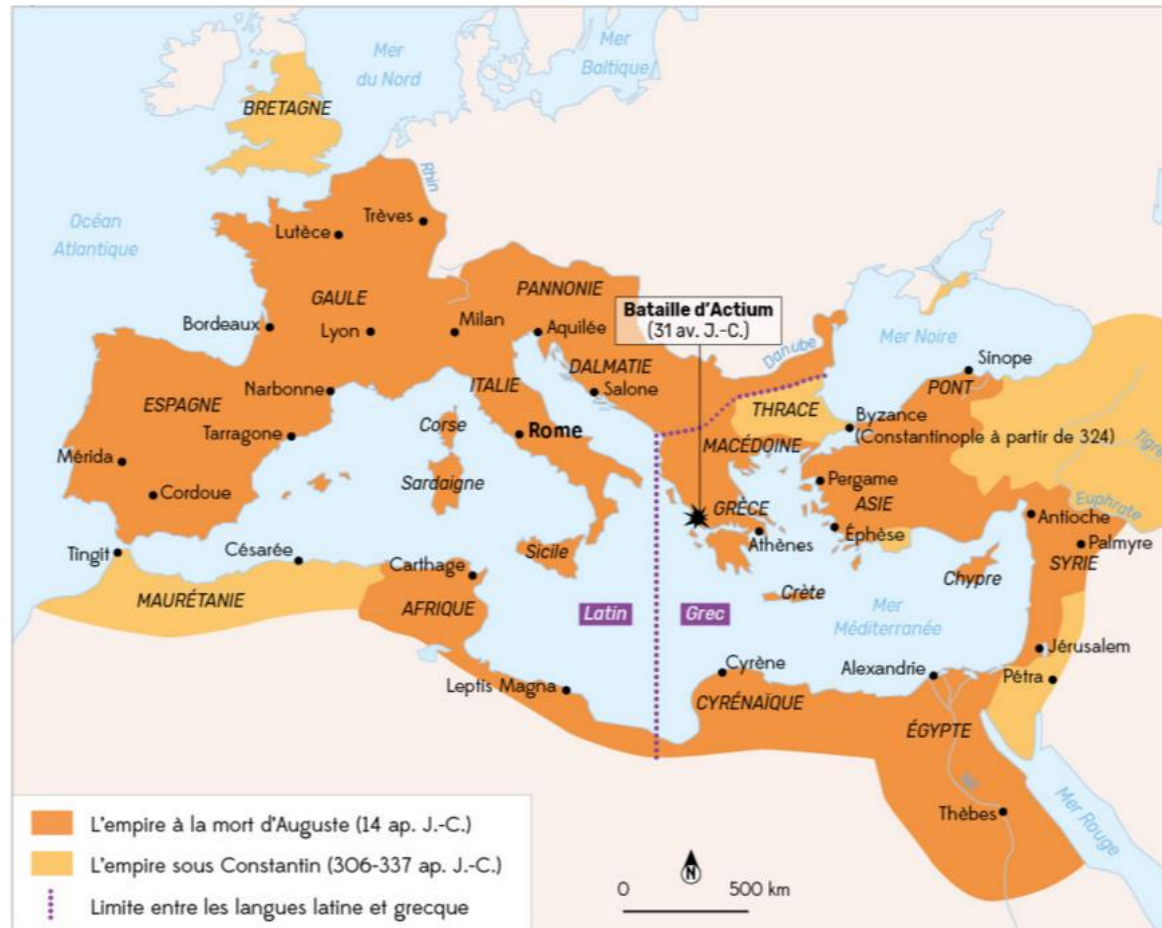 Mer
du Nord
Mer
Baltique
BRETAGNE
Océan
Atlantique
Rhin
Trèves
Lutèce
GAULE
PANNONIE
Bataille d'Actium
(31 av. J.-C.)
Bordeaux
Lyon
Milan
Aquilée
Danube
Mer Noire
Sinope
DALMATIE
Salone
ITALIE
PONT
Narbonne
ESPAGNE
THRACE
Byzance
(Constantinople à partir de 324)
Corse
Rome
Tarragone
MACÉDOINE
Tigre
Mérida
Sardaigne
Pergame
Cordoue
ASIE
Euphrate
GRÈCE
Antioche
Athènes
Éphèse
Palmyre
Tingit
Césarée
Sicile
SYRIE
Carthage
Chypre
MAURÉTANIE
Crète
AFRIQUE
Latin
Grec
Mer
Méditerranée
Jérusalem
Cyrène
Alexandrie
Pétra
Leptis Magna
CYRÉNAÏQUE
ÉGYPTE
Nil
Mer Rouge
Thèbes
L'empire à la mort d'Auguste (14 ap. J.-C.)
L'empire sous Constantin (306-337 ap. J.-C.)
Limite entre les langues latine et grecque
N
0 500 km